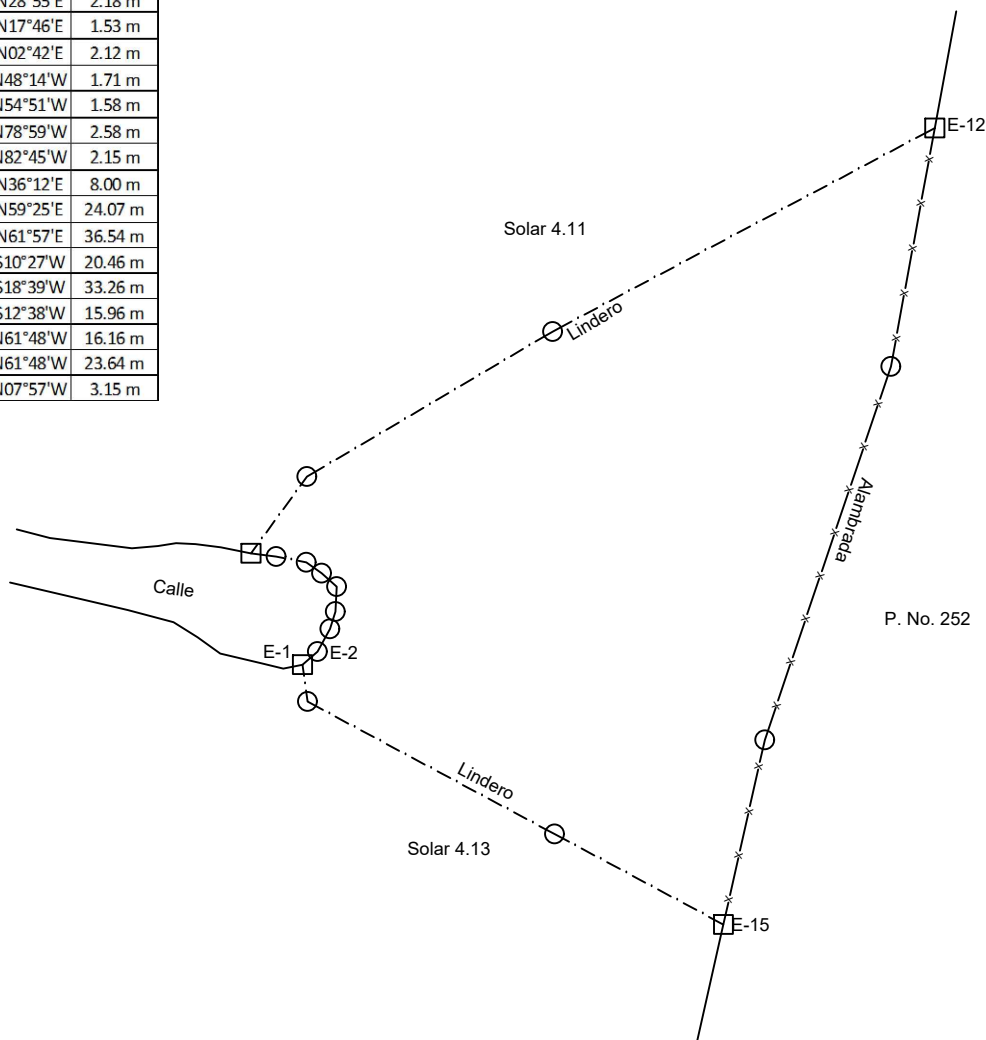 N28°55'E 2.18 m
N17°46'E 1.53 m
N02°42'E 2.12 m
N48°14'W 1.71 m
N54°51'W 1.58 m
N78°59'W 2.58 m
N82°45'W 2.15 m
N36°12'E 8.00 m
N59°25'E 24.07 m
N61°57'E 36.54 m
S10°27'W 20.46 m
S18°39'W 33.26 m
S12°38'W 15.96 m
N61°48'W 16.16 m
N61°48'W 23.64 m
N07°57'W 3.15 m
E-12
Solar 4.11
Lindero
Alambrada
Calle
P. No. 252
E-1
E-2
Lindero
Solar 4.13
E-15